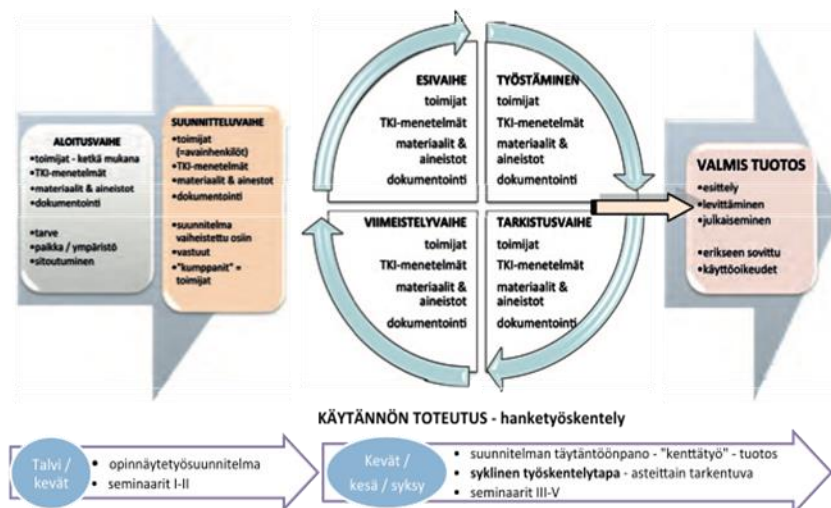 ALOITUSVAIHE
•toimijat - ketkä mukana
•TKI-menetelmät
•materiaalit & aineistot
•dokumentointi
•tarve
•paikka / ympäristö
•sitoutuminen
SUUNNITTELUVAIHE
•toimijat
(=avainhenkilöt)
•TKI-menetelmät
•materiaalit & ainestot
•dokumentointi
•suunnitelma
vaiheistettu osiin
•vastuut
•"kumppanit" =
toimijat
ESIVAIHE
toimijat
TKI-menetelmät
materiaalit &
aineistot
dokumentointi
TYÖSTÄMINEN
toimijat
TKI-menetelmät
materiaalit &
aineistot
dokumentointi
VIIMEISTELYVAIHE
toimijat
TKI-menetelmät
materiaalit &
aineistot
dokumentointi
TARKISTUSVAIHE
toimijat
TKI-menetelmät
materiaalit &
aineistot
dokumentointi
VALMIS TUOTOS
•esittely
•levittäminen
•julkaiseminen
•erikseen sovittu
•käyttöoikeudet
KÄYTÄNNÖN TOTEUTUS - hanketyöskentely
Talvi /
kevät
• opinnäytetyösuunnitelma
• seminaarit I-II
Kevät /
kesä / syksy
• suunnitelman täytäntöönpano - "kenttätyö" - tuotos
• syklinen työskentelytapa - asteittain tarkentuva
• seminaarit III-V